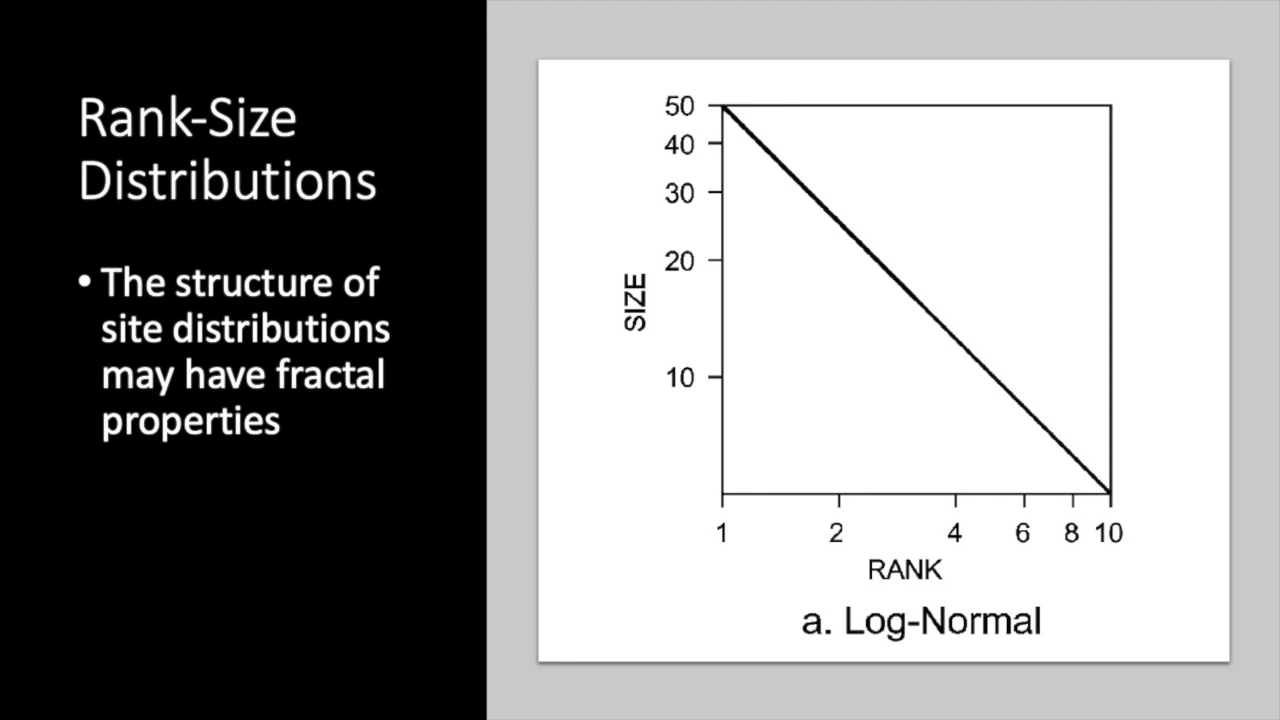 Rank-Size
Distributions
• The structure of
site distributions
may have fractal
properties
50
40
30
20
10
SIZE
1 2 4 6 8 10
RANK
a. Log-Normal